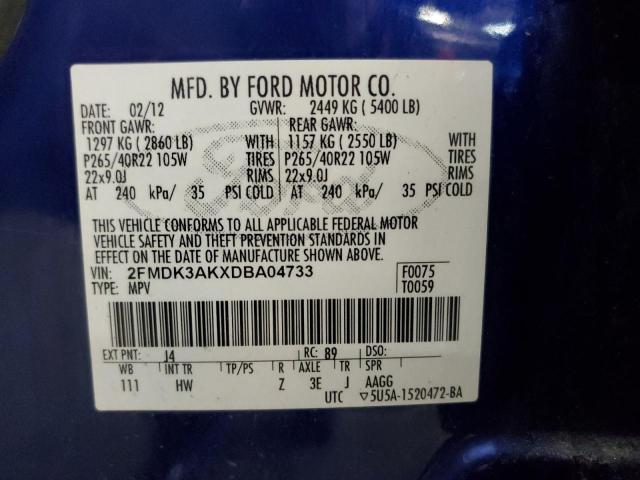 MFD. BY FORD MOTOR CO.
DATE: 02/12 GVWR: 2449 KG ( 5400 LB)
FRONT GAWR: REAR GAWR:
1297 KG ( 2860 LB) WITH 1157 KG ( 2550 LB) WITH
P265/40R22 105W TIRES P265/40R22 105W TIRES
22x9.0J RIMS 22x9.0J RIMS
AT 240 kPa/ 35 PSI COLD AT 240 kPa/ 35 PSI COLD
THIS VEHICLE CONFORMS TO ALL APPLICABLE FEDERAL MOTOR
VEHICLE SAFETY AND THEFT PREVENTION STANDARDS IN
EFFECT ON THE DATE OF MANUFACTURE SHOWN ABOVE.
VIN: 2FMDK3AKXDBA04733 F0075
TYPE: MPV T0059
EXT PNT: J4 RC: 89 DSO:
WB INT TR TP/PS R AXLE TR SPR
111 HW Z 3E J AAGG
UTC ▽5U5A-1520472-BA